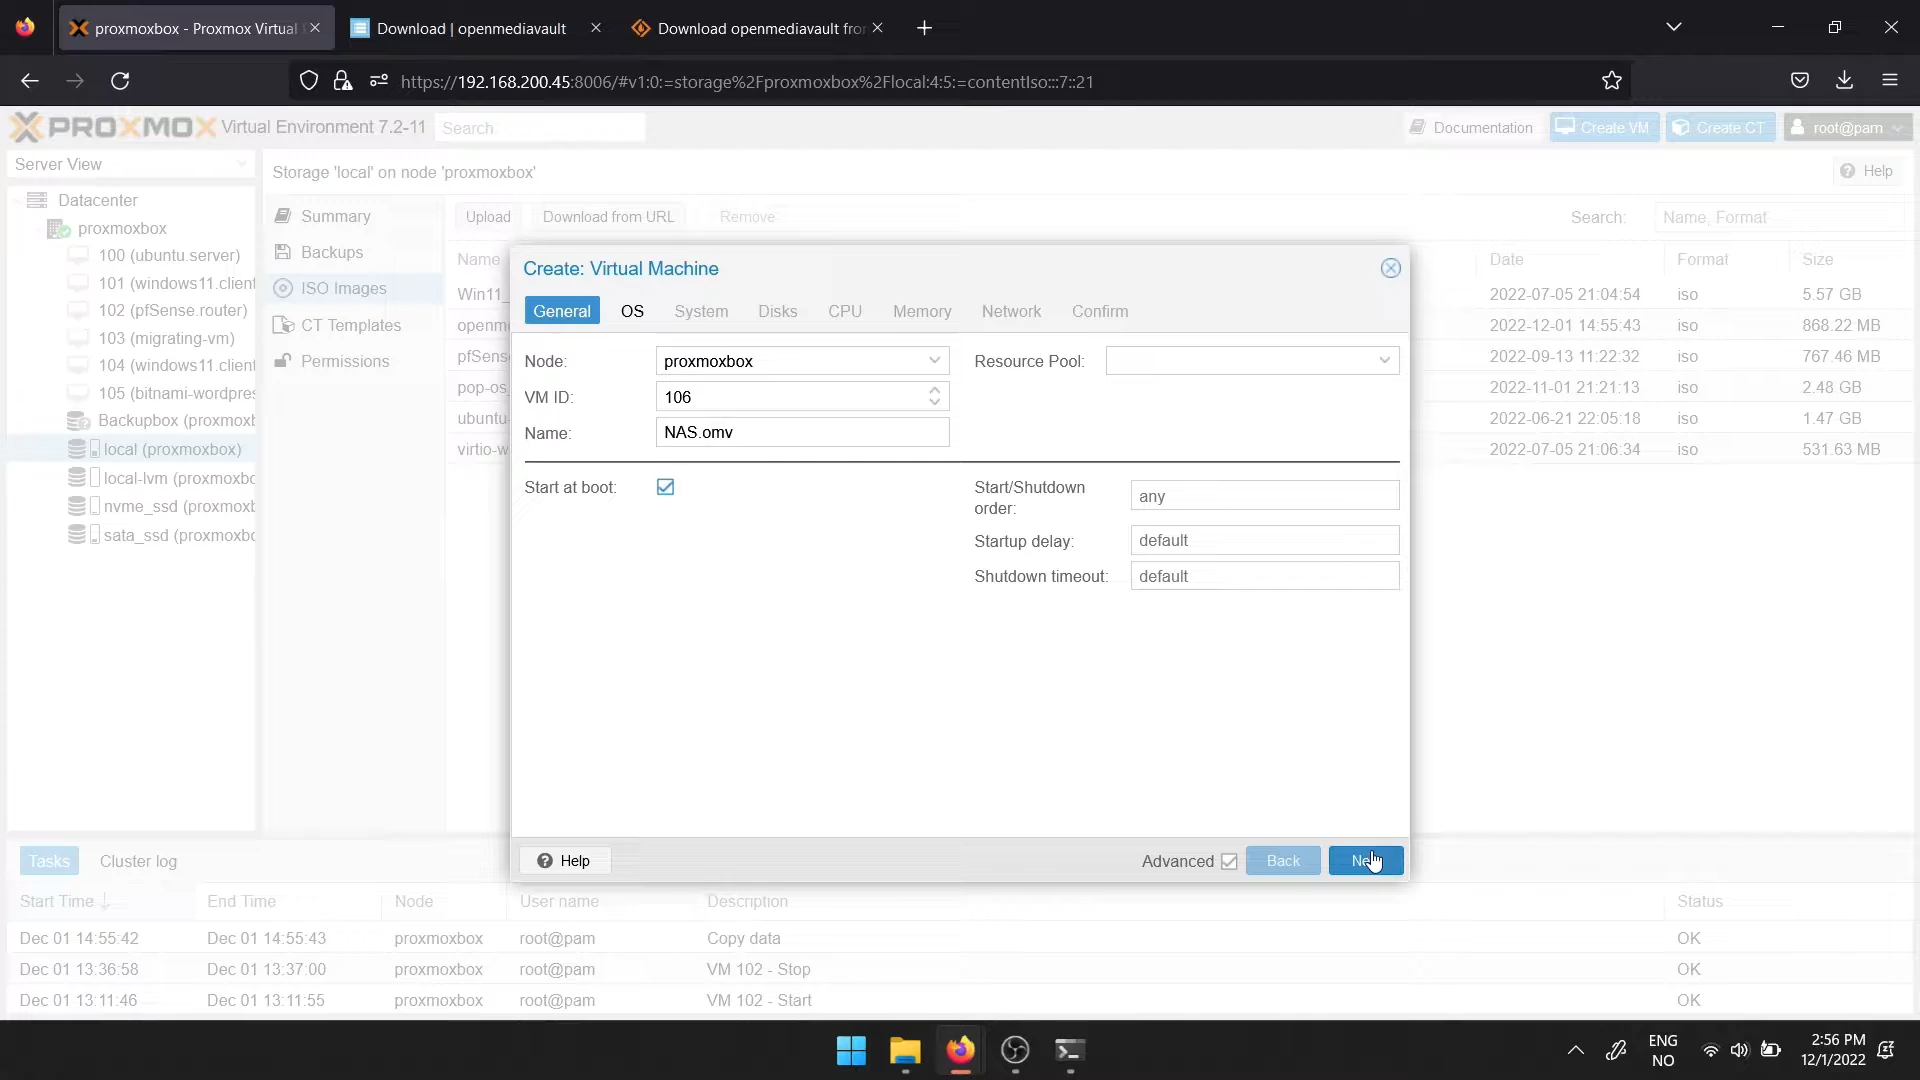 proxmoxbox - Proxmox Virtual
Download | openmediavault
Download openmediavault fro
https://192.168.200.45:8006/#v1:0:=storage%2Fproxmoxbox%2Flocal:4:5:=contentIso:::7::21
PROXMOX Virtual Environment 7.2-11
Search
Documentation
Create VM
Create CT
root@pam
Server View
Storage 'local' on node 'proxmoxbox'
Help
Datacenter
proxmoxbox
100 (ubuntu.server)
101 (windows11.client
102 (pfSense.router)
103 (migrating-vm)
104 (windows11.client
105 (bitnami-wordpres
Backupbox (proxmoxb
local (proxmoxbox)
local-lvm (proxmoxbo
nvme_ssd (proxmoxb
sata_ssd (proxmoxbo
Summary
Backups
ISO Images
CT Templates
Permissions
Upload
Download from URL
Remove
Search:
Name, Format
Name
Date
Format
Size
Win11_
2022-07-05 21:04:54
iso
5.57 GB
openme
2022-12-01 14:55:43
iso
868.22 MB
pfSens
2022-09-13 11:22:32
iso
767.46 MB
pop-os_
2022-11-01 21:21:13
iso
2.48 GB
ubuntu-
2022-06-21 22:05:18
iso
1.47 GB
virtio-w
2022-07-05 21:06:34
iso
531.63 MB
Create: Virtual Machine
General
OS
System
Disks
CPU
Memory
Network
Confirm
Node:
proxmoxbox
Resource Pool:
VM ID:
106
Name:
NAS.omv
Start at boot:
Start/Shutdown
order:
any
Startup delay:
default
Shutdown timeout:
default
Help
Advanced
Back
Tasks
Cluster log
Start Time
End Time
Node
User name
Description
Status
Dec 01 14:55:42
Dec 01 14:55:43
proxmoxbox
root@pam
Copy data
OK
Dec 01 13:36:58
Dec 01 13:37:00
proxmoxbox
root@pam
VM 102 - Stop
OK
Dec 01 13:11:46
Dec 01 13:11:55
proxmoxbox
root@pam
VM 102 - Start
OK
ENG
NO
2:56 PM
12/1/2022